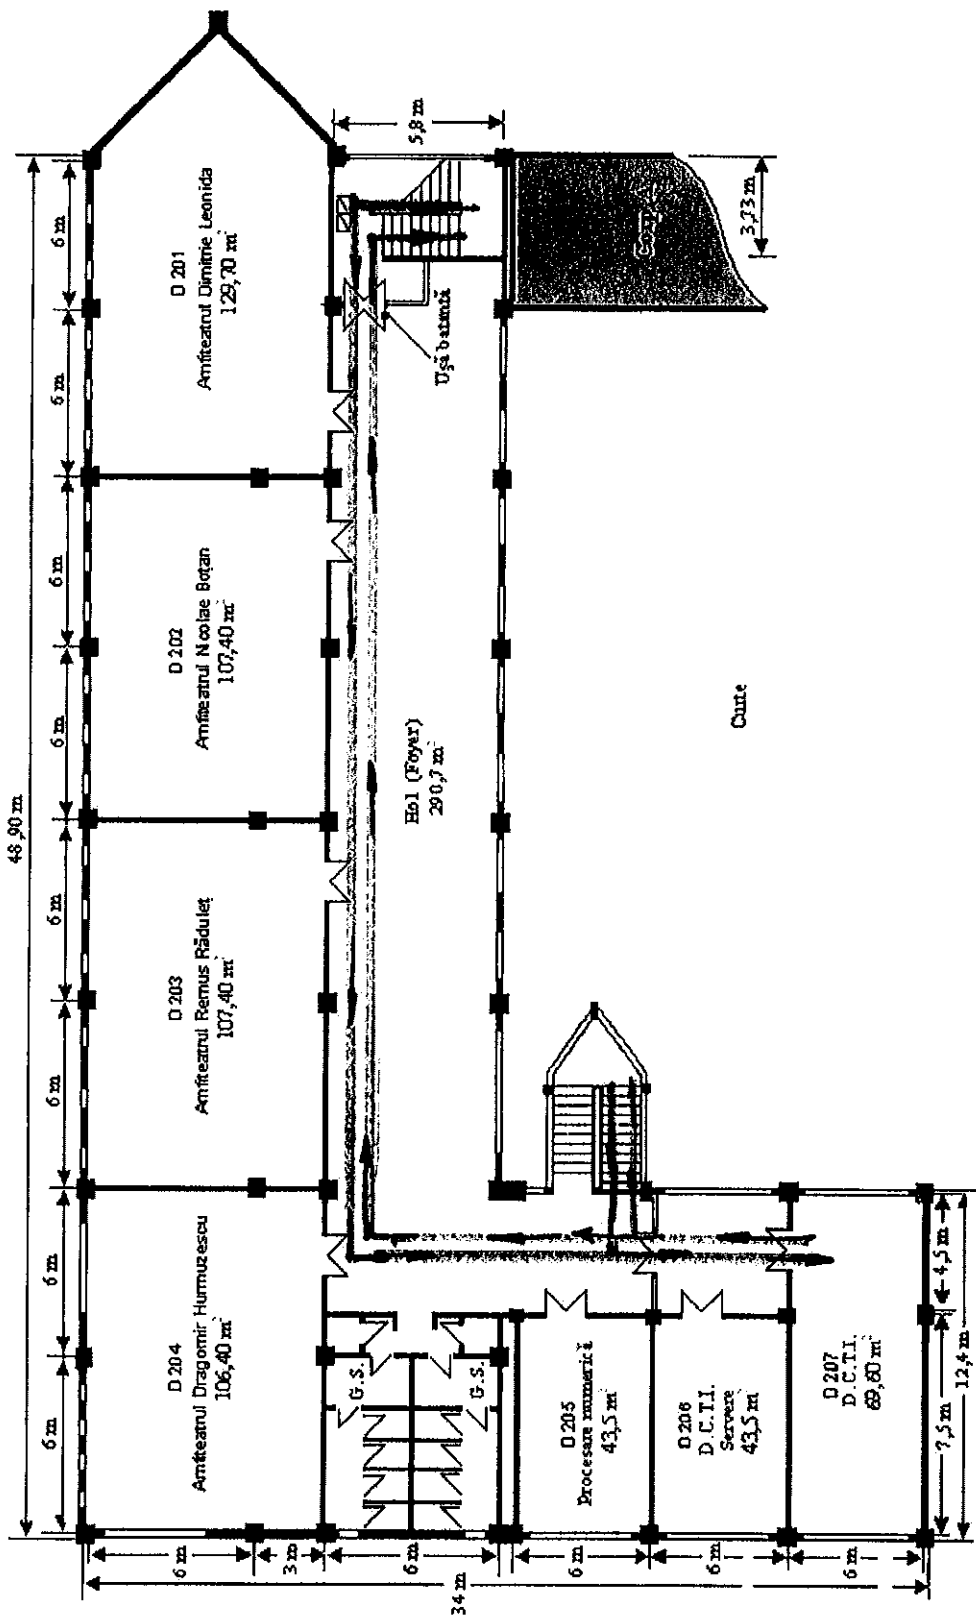 48,90 m
6 m
6 m
6 m
6 m
6 m
6 m
6 m
6 m
D 204
Amfiteatrul Dragomir Hurmuzescu
106,40 m²
D 203
Amfiteatrul Remus Răduleț
107,40 m²
D 202
Amfiteatrul Nicolae Boțan
107,40 m²
D 201
Amfiteatrul Dimitrie Leonida
129,70 m²
6 m
3 m
6 m
6 m
6 m
6 m
34 m
G.S.
G.S.
Hol (Foyer)
290,7 m²
Ușă batantă
5,8 m
3,73 m
Curte
D 205
Procesare numerică
43,5 m²
D 206
D.C.T.I.
Servere
43,5 m²
D 207
D.C.T.I.
69,60 m²
7,5 m
4,5 m
12,4 m